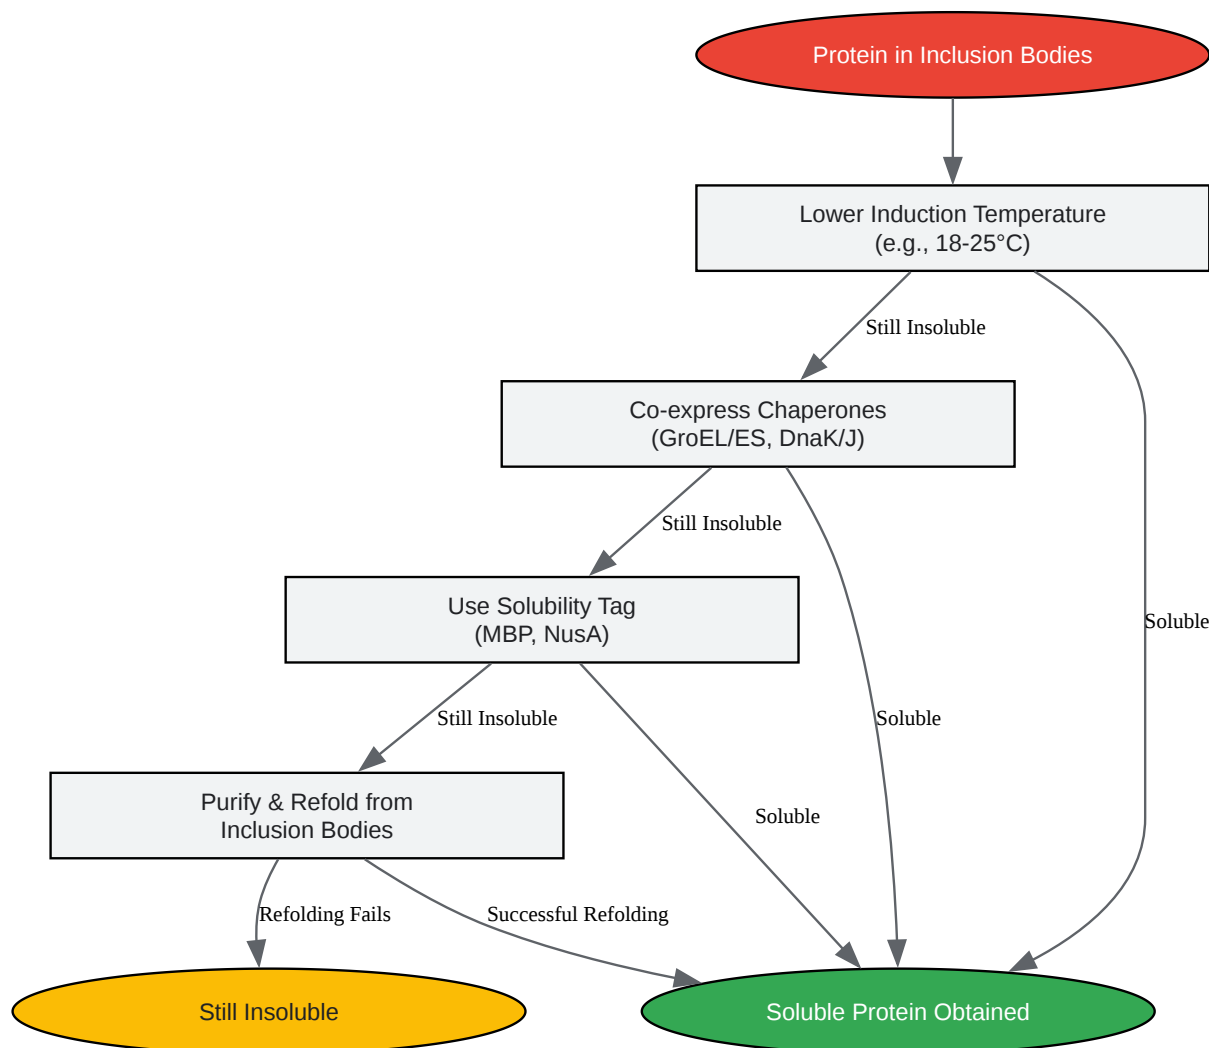 Protein in Inclusion Bodies
Lower Induction Temperature
(e.g., 18-25°C)
Still Insoluble
Co-express Chaperones
(GroEL/ES, DnaK/J)
Still Insoluble
Use Solubility Tag
(MBP, NusA)
Soluble
Still Insoluble
Soluble
Purify & Refold from
Inclusion Bodies
Soluble
Refolding Fails
Successful Refolding
Still Insoluble
Soluble Protein Obtained